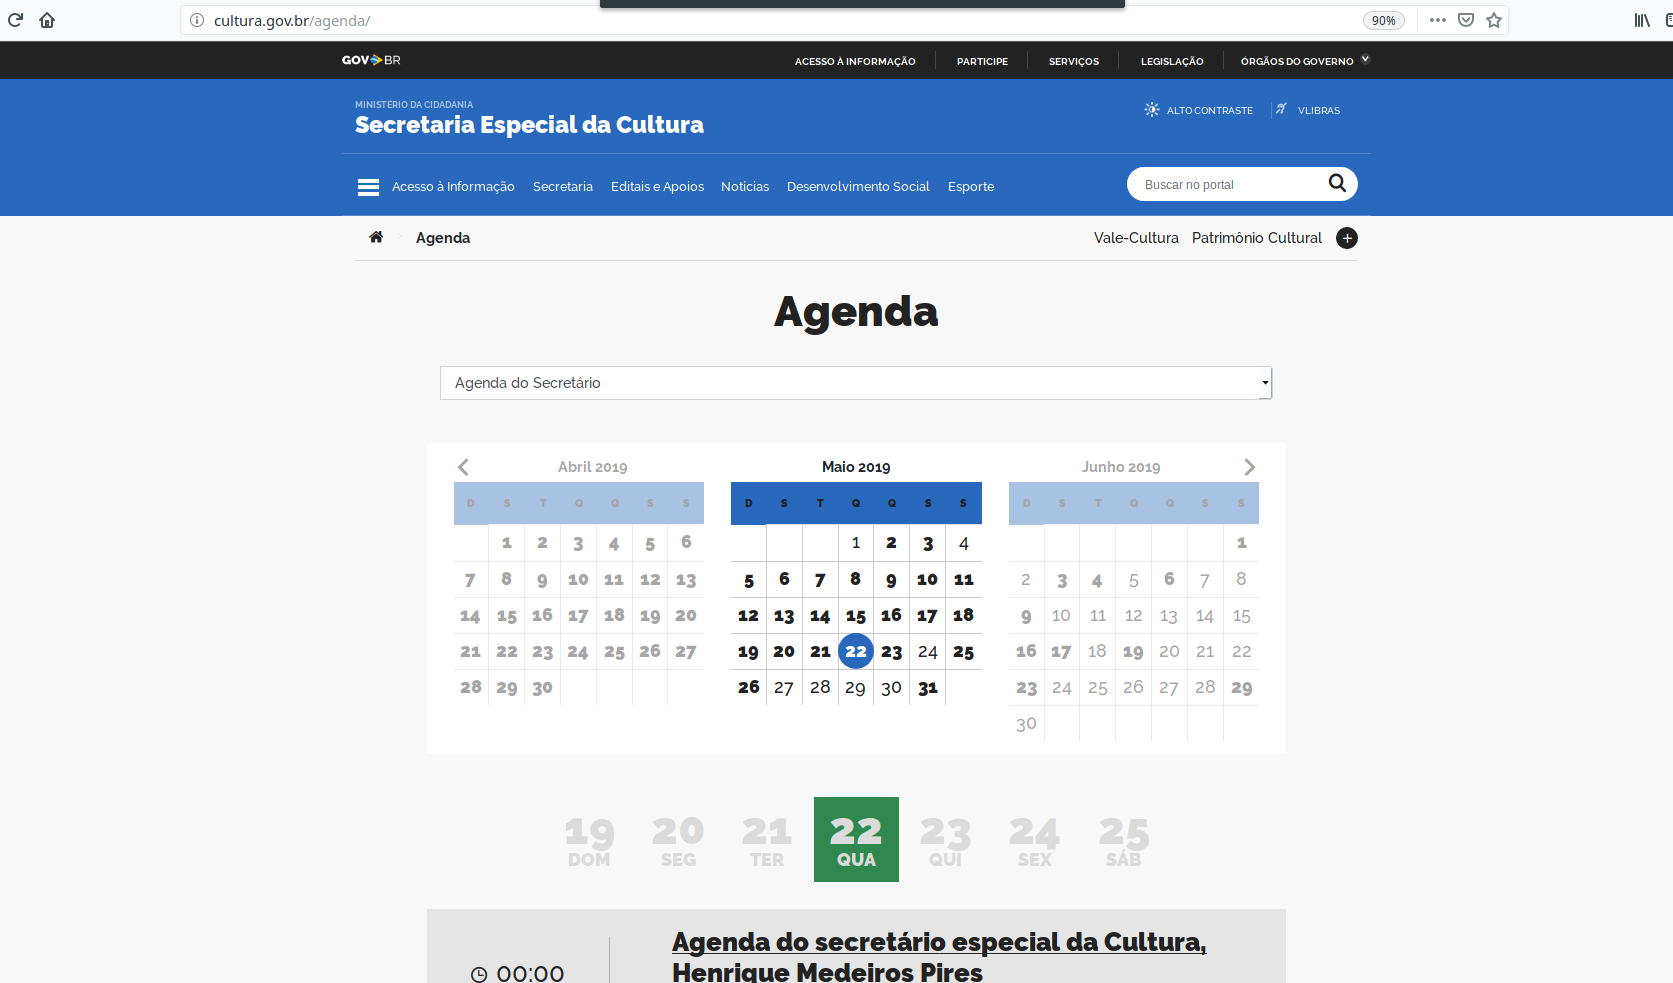 cultura.gov.br/agenda/
90%
GOV BR
ACESSO À INFORMAÇÃO PARTICIPE SERVIÇOS LEGISLAÇÃO ÓRGÃOS DO GOVERNO
MINISTÉRIO DA CIDADANIA
Secretaria Especial da Cultura
ALTO CONTRASTE VLIBRAS
Acesso à Informação Secretaria Editais e Apoios Notícias Desenvolvimento Social Esporte
Buscar no portal
> Agenda
Vale-Cultura Patrimônio Cultural +
Agenda
Agenda do Secretário
Abril 2019
D S T Q Q S S
1 2 3 4 5 6
7 8 9 10 11 12 13
14 15 16 17 18 19 20
21 22 23 24 25 26 27
28 29 30
Maio 2019
D S T Q Q S S
1 2 3 4
5 6 7 8 9 10 11
12 13 14 15 16 17 18
19 20 21 22 23 24 25
26 27 28 29 30 31
Junho 2019
D S T Q Q S S
1
2 3 4 5 6 7 8
9 10 11 12 13 14 15
16 17 18 19 20 21 22
23 24 25 26 27 28 29
30
19 20 21 22 23 24 25
DOM SEG TER QUA QUI SEX SÁB
00:00
Agenda do secretário especial da Cultura,
Henrique Medeiros Pires